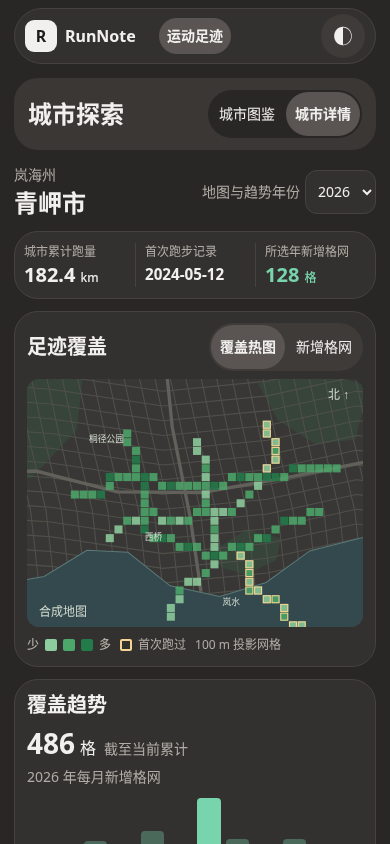 R RunNote 运动足迹
城市探索 城市图鉴 城市详情
岚海州
青岬市 地图与趋势年份 2026
城市累计跑量 首次跑步记录 所选年新增格网
182.4 km 2024-05-12 128 格
足迹覆盖 覆盖热图 新增格网
北 ↑
桐径公园
西桥
岚水
合成地图
少 多 首次跑过 100 m 投影网格
覆盖趋势
486 格 截至当前累计
2026 年每月新增格网